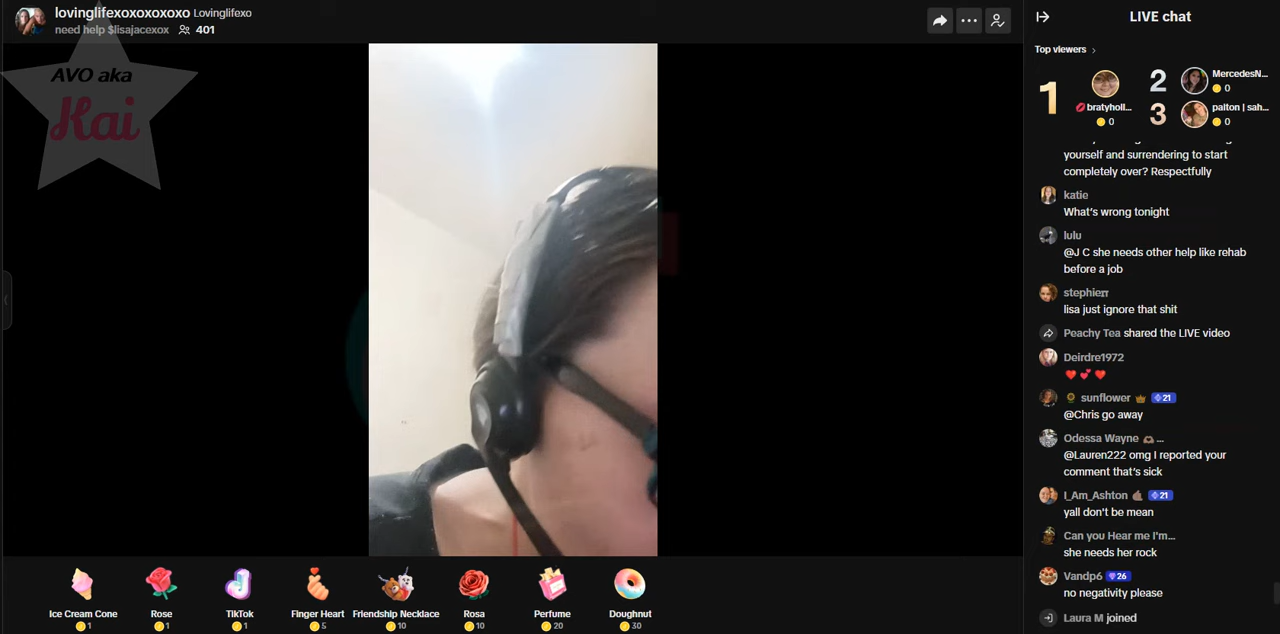 lovinglifexoxoxoxoxo Lovinglifexo
need help $lisajacexox 401
AVO aka
Kai
LIVE chat
Top viewers
1
bratyholl...
0
2
MercedesN...
0
3
palton | sah...
0
yourself and surrendering to start
completely over? Respectfully
katie
What's wrong tonight
lulu
@J C she needs other help like rehab
before a job
stephierr
lisa just ignore that shit
Peachy Tea shared the LIVE video
Deirdre1972
sunflower 21
@Chris go away
Odessa Wayne ...
@Lauren222 omg I reported your
comment that's sick
I_Am_Ashton 21
yall don't be mean
Can you Hear me I'm...
she needs her rock
Vandp6 26
no negativity please
Laura M joined
Ice Cream Cone
1
Rose
1
TikTok
1
Finger Heart
5
Friendship Necklace
10
Rosa
10
Perfume
20
Doughnut
30